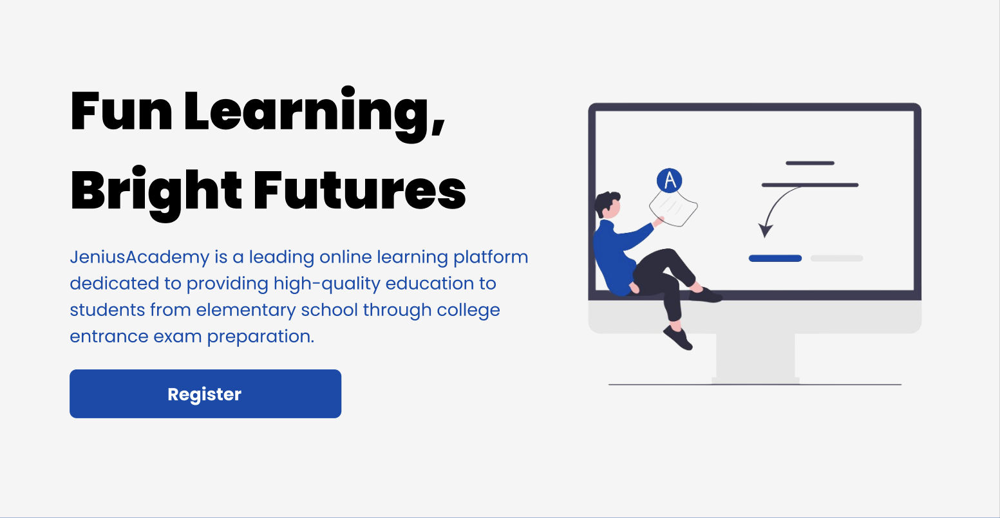 Fun Learning,
Bright Futures
JeniusAcademy is a leading online learning platform
dedicated to providing high-quality education to
students from elementary school through college
entrance exam preparation.
Register
A